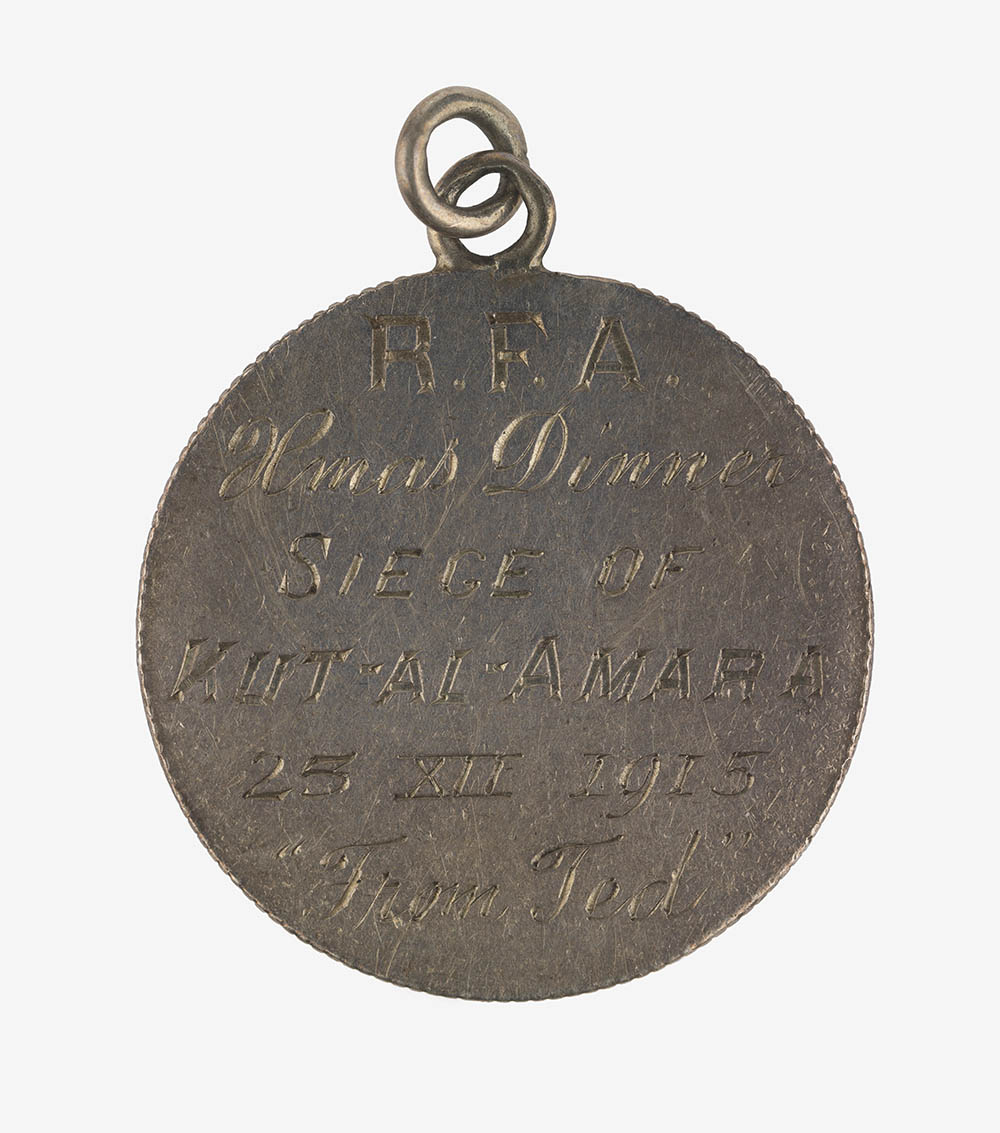 R.F.A.
Xmas Dinner
SIEGE OF
KUT-AL-AMARA
25 XII 1915
"From Ted"